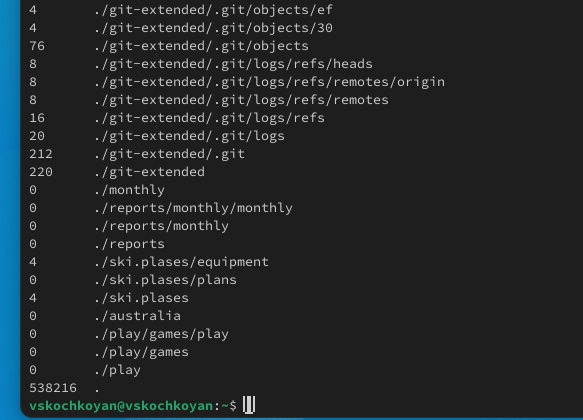 4 ./git-extended/.git/objects/ef
4 ./git-extended/.git/objects/30
76 ./git-extended/.git/objects
8 ./git-extended/.git/logs/refs/heads
8 ./git-extended/.git/logs/refs/remotes/origin
8 ./git-extended/.git/logs/refs/remotes
16 ./git-extended/.git/logs/refs
20 ./git-extended/.git/logs
212 ./git-extended/.git
220 ./git-extended
0 ./monthly
0 ./reports/monthly/monthly
0 ./reports/monthly
0 ./reports
4 ./ski.plases/equipment
0 ./ski.plases/plans
4 ./ski.plases
0 ./australia
0 ./play/games/play
0 ./play/games
0 ./play
538216 .
vskochkoyan@vskochkoyan:~$